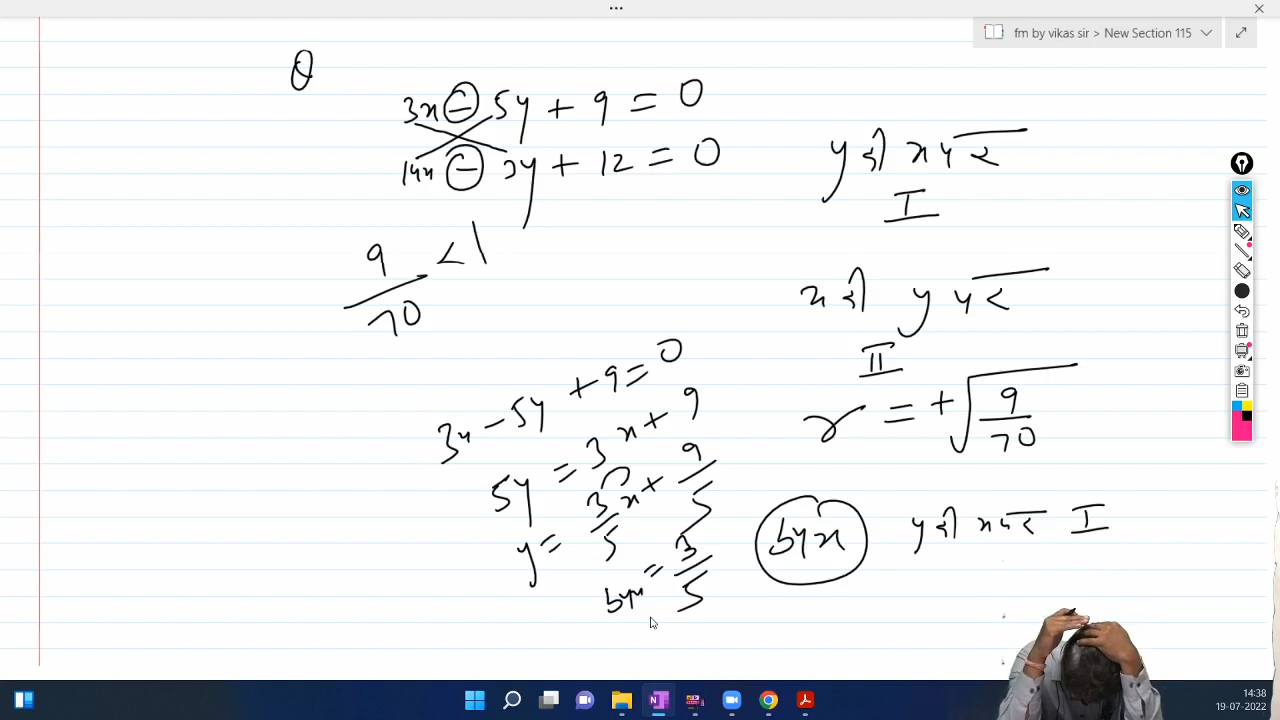 fm by vikas sir > New Section 115
Q
3x - 5y + 9 = 0
14x - 3y + 12 = 0
9/70 < 1
y की x पर
I
x की y पर
II
r = +√(9/70)
3x - 5y + 9 = 0
5y = 3x + 9
y = 3/5 x + 9/5
byx = 3/5
byx
y की x पर I
14:38
19-07-2022